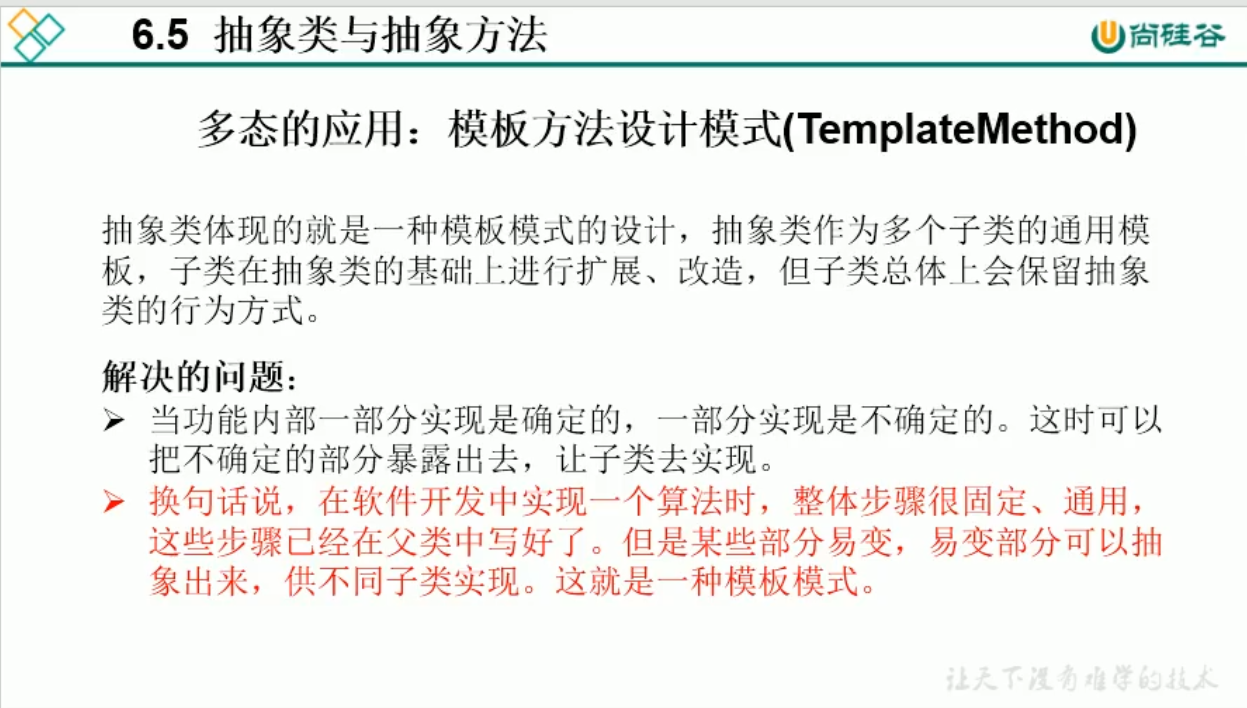 6.5 抽象类与抽象方法
尚硅谷
多态的应用：模板方法设计模式(TemplateMethod)
抽象类体现的就是一种模板模式的设计，抽象类作为多个子类的通用模
板，子类在抽象类的基础上进行扩展、改造，但子类总体上会保留抽象
类的行为方式。
解决的问题：
➢ 当功能内部一部分实现是确定的，一部分实现是不确定的。这时可以
把不确定的部分暴露出去，让子类去实现。
➢ 换句话说，在软件开发中实现一个算法时，整体步骤很固定、通用，
这些步骤已经在父类中写好了。但是某些部分易变，易变部分可以抽
象出来，供不同子类实现。这就是一种模板模式。
让天下没有难学的技术